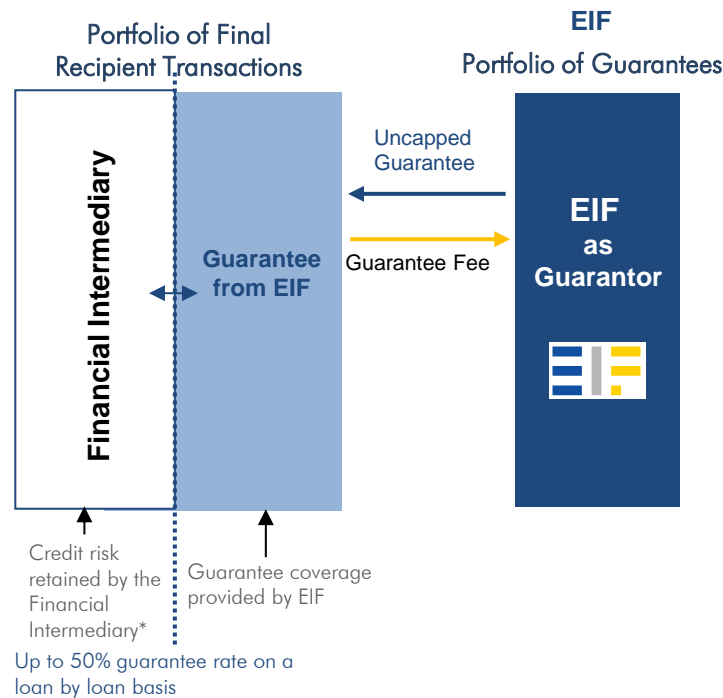 Portfolio of Final
Recipient Transactions
EIF
Portfolio of Guarantees
Financial Intermediary
Guarantee
from EIF
Uncapped
Guarantee
Guarantee Fee
EIF
as
Guarantor
Credit risk
retained by the
Financial
Intermediary*
Guarantee coverage
provided by EIF
Up to 50% guarantee rate on a
loan by loan basis